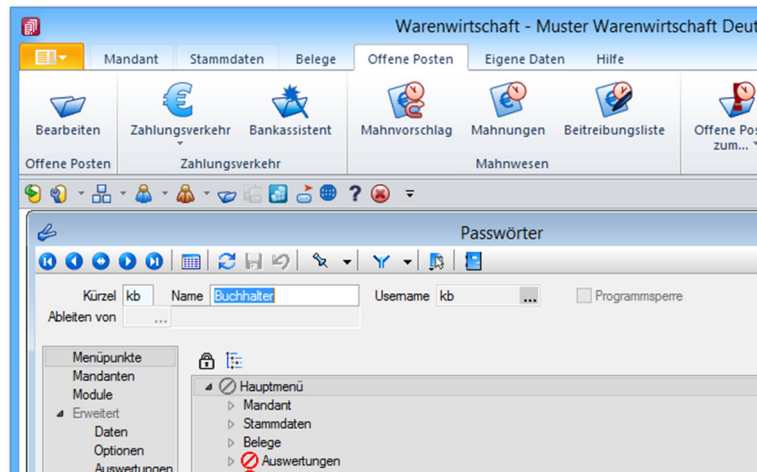 Warenwirtschaft - Muster Warenwirtschaft Deut
Mandant Stammdaten Belege Offene Posten Eigene Daten Hilfe
Bearbeiten Zahlungsverkehr Bankassistent Mahnvorschlag Mahnungen Beitreibungsliste Offene Pos
zum...
Offene Posten Zahlungsverkehr Mahnwesen
Passwörter
Kürzel kb Name Buchhalter Username kb ... Programmsperre
Ableiten von ...
Menüpunkte
Mandanten
Module
Erweitert
Daten
Optionen
Auswertungen
Hauptmenü
Mandant
Stammdaten
Belege
Auswertungen